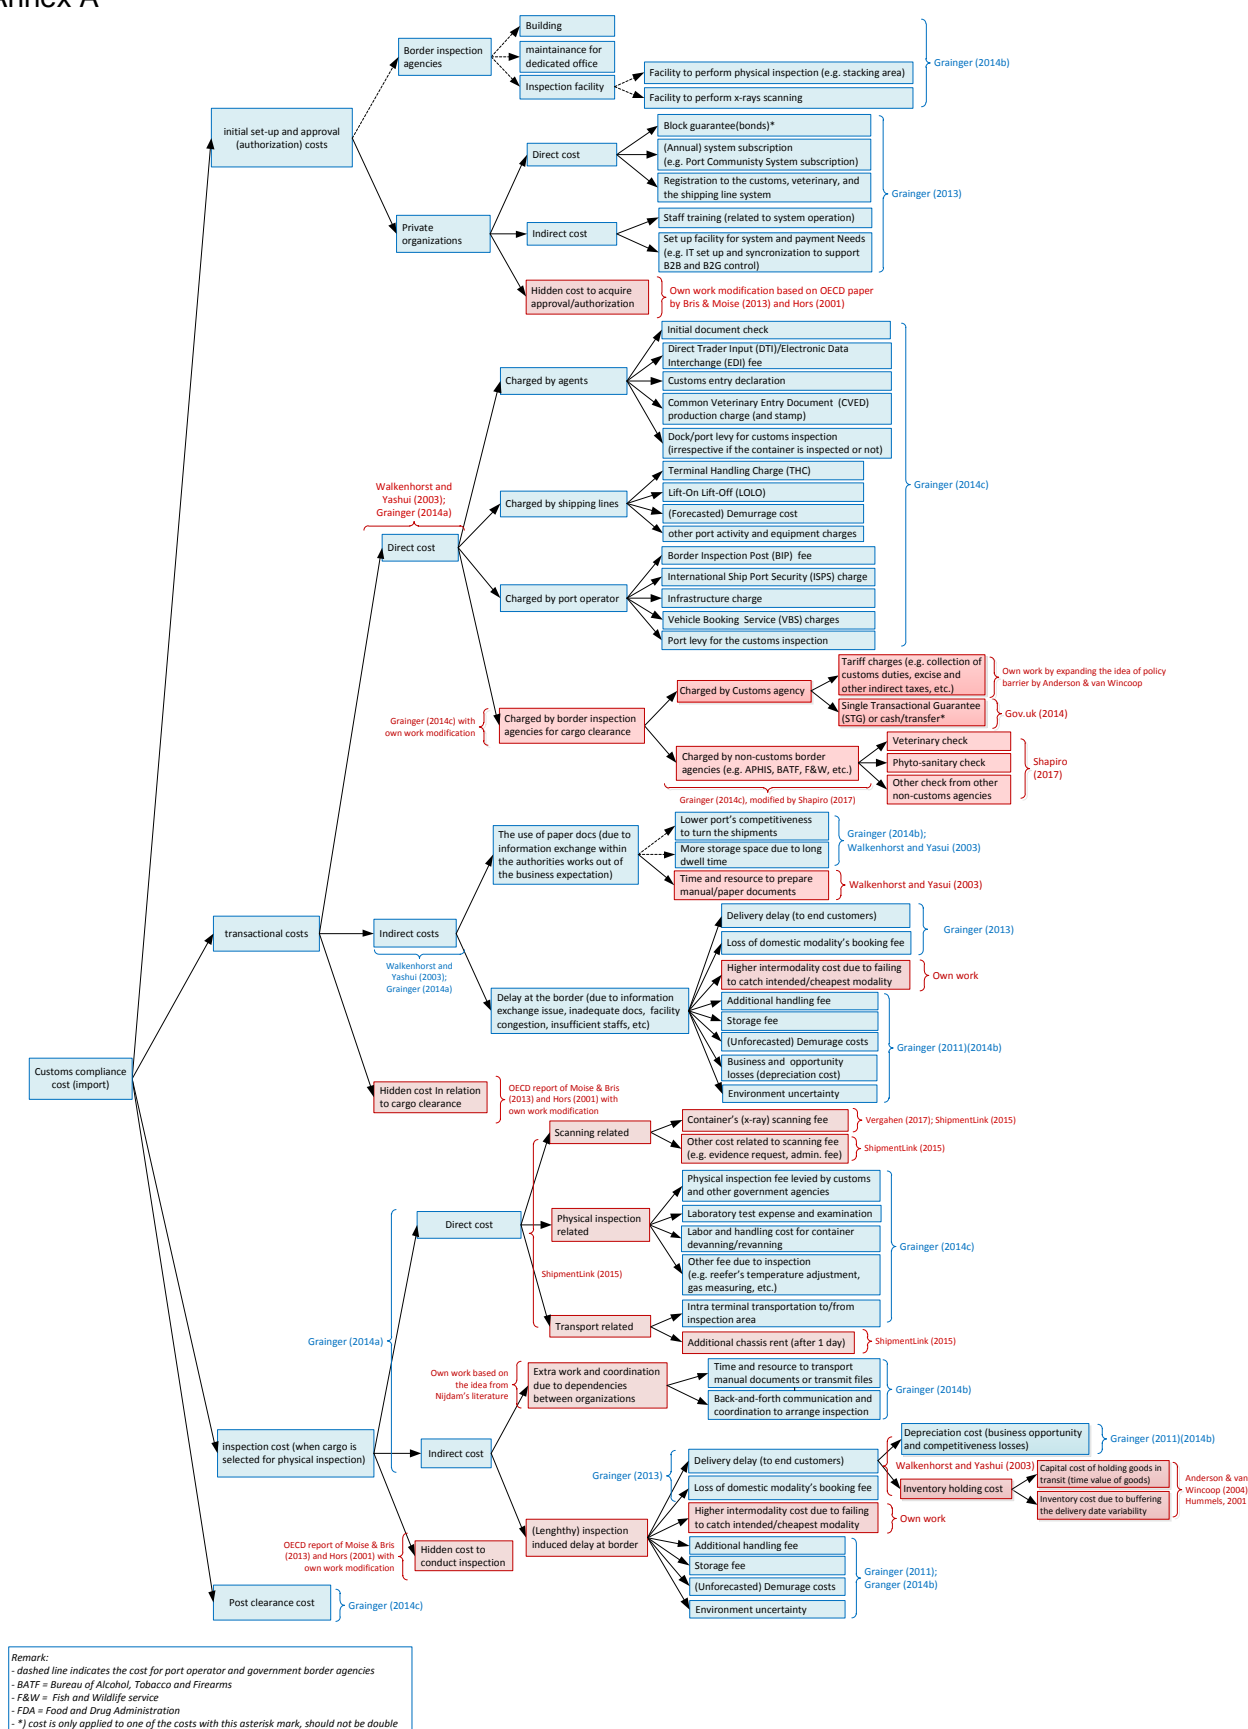 Annex A
Building
Border inspection
agencies
maintainance for
dedicated office
Inspection facility
Facility to perform physical inspection (e.g. stacking area)
Facility to perform x-rays scanning
Grainger (2014b)
initial set-up and approval
(authorization) costs
Block guarantee(bonds)*
Direct cost
(Annual) system subscription
(e.g. Port Communisty System subscription)
Registration to the customs, veterinary, and
the shipping line system
Grainger (2013)
Private
organizations
Indirect cost
Staff training (related to system operation)
Set up facility for system and payment Needs
(e.g. IT set up and syncronization to support
B2B and B2G control)
Hidden cost to acquire
approval/authorization
Own work modification based on OECD paper
by Bris & Moise (2013) and Hors (2001)
Initial document check
Direct Trader Input (DTI)/Electronic Data
Interchange (EDI) fee
Charged by agents
Customs entry declaration
Common Veterinary Entry Document (CVED)
production charge (and stamp)
Dock/port levy for customs inspection
(irrespective if the container is inspected or not)
Terminal Handling Charge (THC)
Grainger (2014c)
Walkenhorst and
Yashui (2003);
Grainger (2014a)
Lift-On Lift-Off (LOLO)
Charged by shipping lines
(Forecasted) Demurrage cost
other port activity and equipment charges
Direct cost
Border Inspection Post (BIP) fee
International Ship Port Security (ISPS) charge
Charged by port operator
Infrastructure charge
Vehicle Booking Service (VBS) charges
Port levy for the customs inspection
Tariff charges (e.g. collection of
customs duties, excise and
other indirect taxes, etc.)
Own work by expanding the idea of policy
barrier by Anderson & van Wincoop
Charged by Customs agency
Single Transactional Guarantee
(STG) or cash/transfer*
Gov.uk (2014)
Grainger (2014c) with
own work modification
Charged by border inspection
agencies for cargo clearance
Veterinary check
Charged by non-customs border
agencies (e.g. APHIS, BATF, F&W, etc.)
Phyto-sanitary check
Shapiro
(2017)
Other check from other
non-customs agencies
Grainger (2014c), modified by Shapiro (2017)
The use of paper docs (due to
information exchange within
the authorities works out of
the business expectation)
Lower port's competitiveness
to turn the shipments
More storage space due to long
dwell time
Grainger (2014b);
Walkenhorst and Yasui (2003)
Time and resource to prepare
manual/paper documents
Walkenhorst and Yasui (2003)
transactional costs
Indirect costs
Walkenhorst and
Yashui (2003);
Grainger (2014a)
Delivery delay (to end customers)
Loss of domestic modality's booking fee
Grainger (2013)
Higher intermodality cost due to failing
to catch intended/cheapest modality
Own work
Delay at the border (due to information
exchange issue, inadequate docs, facility
congestion, insufficient staffs, etc)
Additional handling fee
Storage fee
(Unforecasted) Demurage costs
Grainger (2011)(2014b)
Business and opportunity
losses (depreciation cost)
Environment uncertainty
Customs compliance
cost (import)
Hidden cost In relation
to cargo clearance
OECD report of Moise & Bris
(2013) and Hors (2001) with
own work modification
Scanning related
Container's (x-ray) scanning fee
Vergahen (2017); ShipmentLink (2015)
Other cost related to scanning fee
(e.g. evidence request, admin. fee)
ShipmentLink (2015)
Physical inspection fee levied by customs
and other government agencies
Direct cost
Physical inspection
related
Laboratory test expense and examination
Labor and handling cost for container
devanning/revanning
Grainger (2014c)
Other fee due to inspection
(e.g. reefer's temperature adjustment,
gas measuring, etc.)
ShipmentLink (2015)
Intra terminal transportation to/from
inspection area
Transport related
Additional chassis rent (after 1 day)
ShipmentLink (2015)
Grainger (2014a)
Own work based on
the idea from
Nijdam's literature
Extra work and coordination
due to dependencies
between organizations
Time and resource to transport
manual documents or transmit files
Back-and-forth communication and
coordination to arrange inspection
Grainger (2014b)
inspection cost (when cargo is
selected for physical inspection)
Indirect cost
Depreciation cost (business opportunity
and competitiveness losses)
Grainger (2011)(2014b)
Grainger (2013)
Delivery delay (to end customers)
Walkenhorst and Yashui (2003)
Loss of domestic modality's booking fee
Inventory holding cost
Capital cost of holding goods in
transit (time value of goods)
Inventory cost due to buffering
the delivery date variability
Anderson & van
Wincoop (2004)
Hummels, 2001
Higher intermodality cost due to failing
to catch intended/cheapest modality
Own work
(Lenghthy) inspection
induced delay at border
Additional handling fee
Storage fee
(Unforecasted) Demurage costs
Environment uncertainty
Grainger (2011);
Granger (2014b)
OECD report of Moise & Bris
(2013) and Hors (2001) with
own work modification
Hidden cost to
conduct inspection
Post clearance cost
Grainger (2014c)
Remark:
- dashed line indicates the cost for port operator and government border agencies
- BATF = Bureau of Alcohol, Tobacco and Firearms
- F&W = Fish and Wildlife service
- FDA = Food and Drug Administration
- *) cost is only applied to one of the costs with this asterisk mark, should not be double